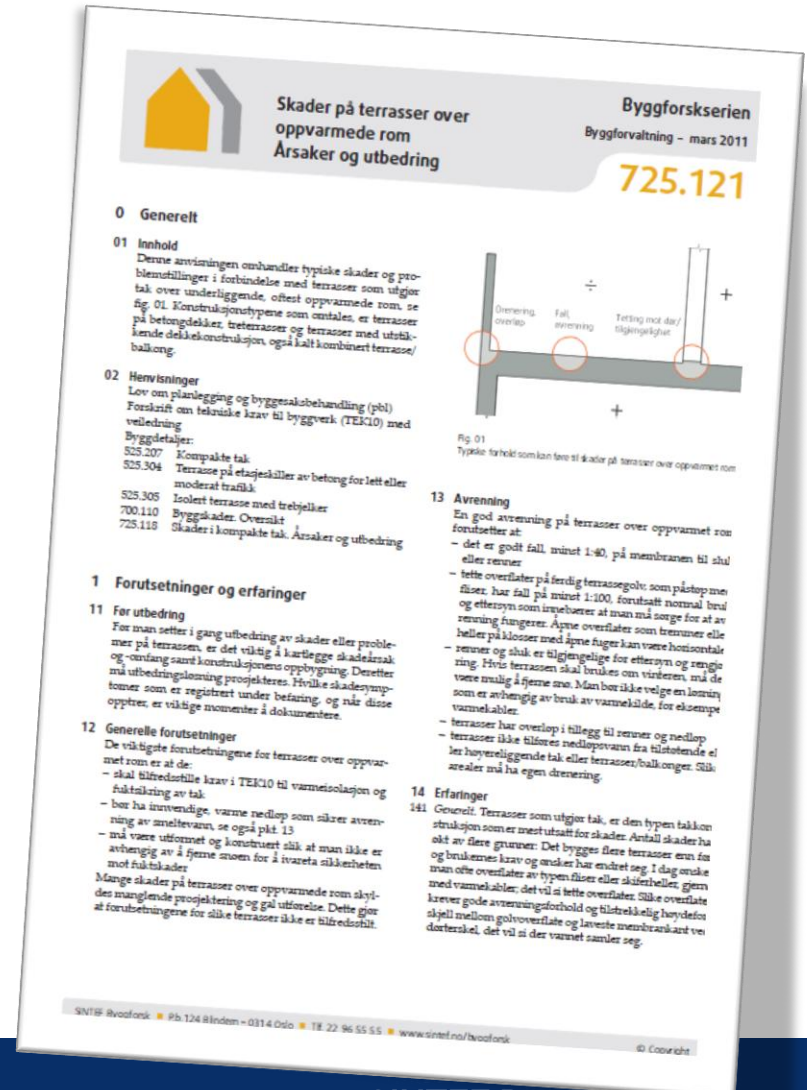 Skader på terrasser over
oppvarmede rom
Årsaker og utbedring
Byggforskserien
Byggforvaltning – mars 2011
725.121
0 Generelt
01 Innhold
Denne anvisningen omhandler typiske skader og pro-
blemstillinger i forbindelse med terrasser som utgjør
tak over underliggende, oftest oppvarmede rom, se
fig. 01. Konstruksjonstypene som omtales, er terrasser
på betongdekker, treterrasser og terrasser med utstik-
kende dekkekonstruksjon, også kalt kombinert terrasse/
balkong.
02 Henvisninger
Lov om planlegging og byggesaksbehandling (pbl)
Forskrift om tekniske krav til byggverk (TEK10) med
veiledning
Byggdetaljer:
525.207 Kompakte tak
525.304 Terrasse på etasjeskiller av betong for lett eller
moderat trafikk
525.305 Isolert terrasse med trebjelker
700.110 Byggskader. Oversikt
725.118 Skader i kompakte tak. Årsaker og utbedring
1 Forutsetninger og erfaringer
11 Før utbedring
Før man setter i gang utbedring av skader eller proble-
mer på terrassen, er det viktig å kartlegge skadeårsak
og -omfang samt konstruksjonens oppbygning. Deretter
må utbedringsløsning prosjekteres. Hvilke skadesymp-
tomer som er registrert under befaring, og når disse
opptrer, er viktige momenter å dokumentere.
12 Generelle forutsetninger
De viktigste forutsetningene for terrasser over oppvar-
met rom er at de:
– skal tilfredsstille krav i TEK10 til varmeisolasjon og
fuktsikring av tak
– bør ha innvendige, varme nedløp som sikrer avren-
ning av smeltevann, se også pkt. 13
– må være utformet og konstruert slik at man ikke er
avhengig av å fjerne snøen for å ivareta sikkerheten
mot fuktskader
Mange skader på terrasser over oppvarmede rom skyl-
des manglende prosjektering og gal utførelse. Dette gjør
at forutsetningene for slike terrasser ikke er tilfredsstilt.
Drenering,
overløp
Fall,
avrenning
Tetting mot dør/
tilgjengelighet
÷
+
+
Fig. 01
Typiske forhold som kan føre til skader på terrasser over oppvarmet rom
13 Avrenning
En god avrenning på terrasser over oppvarmet rom
forutsetter at:
– det er godt fall, minst 1:40, på membranen til sluk
eller renner
– tette overflater på ferdig terrassegolv, som påstøp med
fliser, har fall på minst 1:100, forutsatt normal bruk
og ettersyn som innebærer at man må sørge for at av-
renning fungerer. Åpne overflater som tremmer elle
heller på klosser med åpne fuger kan være horisontale
– renner og sluk er tilgjengelige for ettersyn og rengjø
ring. Hvis terrassen skal brukes om vinteren, må de
være mulig å fjerne snø. Man bør ikke velge en løsning
som er avhengig av bruk av varmekilde, for eksempe
varmekabler.
– terrasser har overløp i tillegg til renner og nedløp
– terrasser ikke tilføres nedløpsvann fra tilstøtende el
ler høyereliggende tak eller terrasser/balkonger. Slik
arealer må ha egen drenering.
14 Erfaringer
141 Generelt. Terrasser som utgjør tak, er den typen takkon
struksjon som er mest utsatt for skader. Antall skader ha
økt av flere grunner: Det bygges flere terrasser enn før
og brukernes krav og ønsker har endret seg. I dag ønske
man ofte overflater av typen fliser eller skiferheller, gjern
med varmekabler, det vil si tette overflater. Slike overflate
krever gode avrenningsforhold og tilstrekkelig høydefor
skjell mellom golvoverflate og laveste membrankant ve
dørterskel, det vil si der vannet samler seg.
SINTEF Byggforsk ■ P.b. 124 Blindern – 0314 Oslo ■ Tlf. 22 96 55 55 ■ www.sintef.no/byggforsk
© Copyright